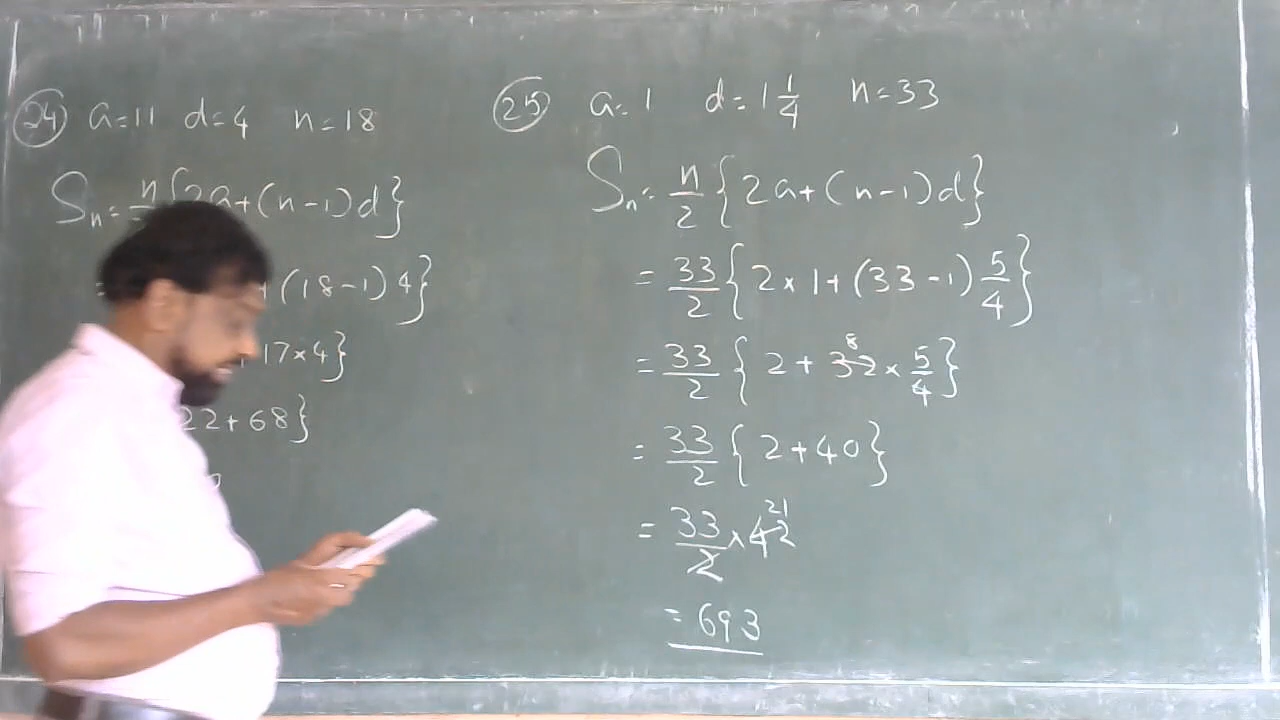 24 a=11 d=4 n=18
Sn= n {2a+(n-1)d}
= (18-1)4}
+17×4}
22+68}
25 a=1 d=1 1/4 n=33
Sn= n/2 {2a+(n-1)d}
= 33/2 {2×1+(33-1) 5/4}
= 33/2 {2+32 8 × 5/4}
= 33/2 {2+40}
= 33/2 × 42 21
= 693